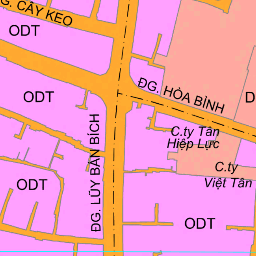 G. CÂY KEO
ODT
ĐG. HÒA BÌNH
ODT
D
ĐG. LŨY BÁN BÍCH
C.ty Tân
Hiệp Lực
C.ty
Việt Tân
ODT
ODT